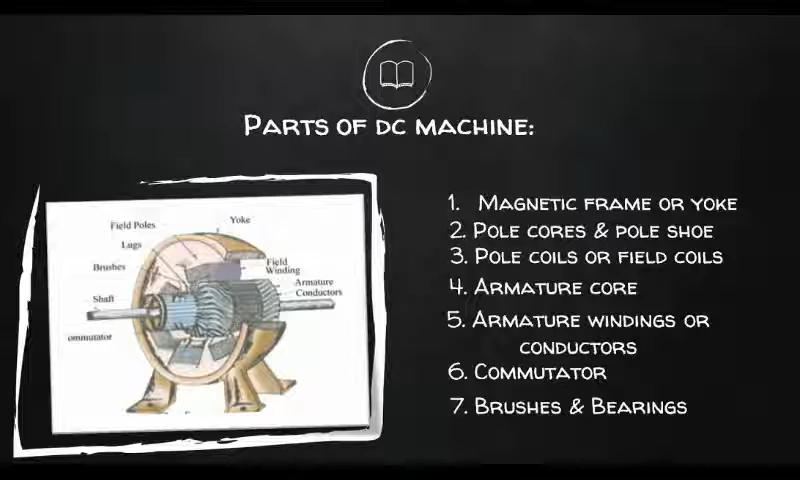 PARTS OF DC MACHINE:
Field Poles
Yoke
Lugs
Brushes
Field
Winding
Armature
Conductors
Shaft
ommutator
1. MAGNETIC FRAME OR YOKE
2. POLE CORES & POLE SHOE
3. POLE COILS OR FIELD COILS
4. ARMATURE CORE
5. ARMATURE WINDINGS OR
CONDUCTORS
6. COMMUTATOR
7. BRUSHES & BEARINGS